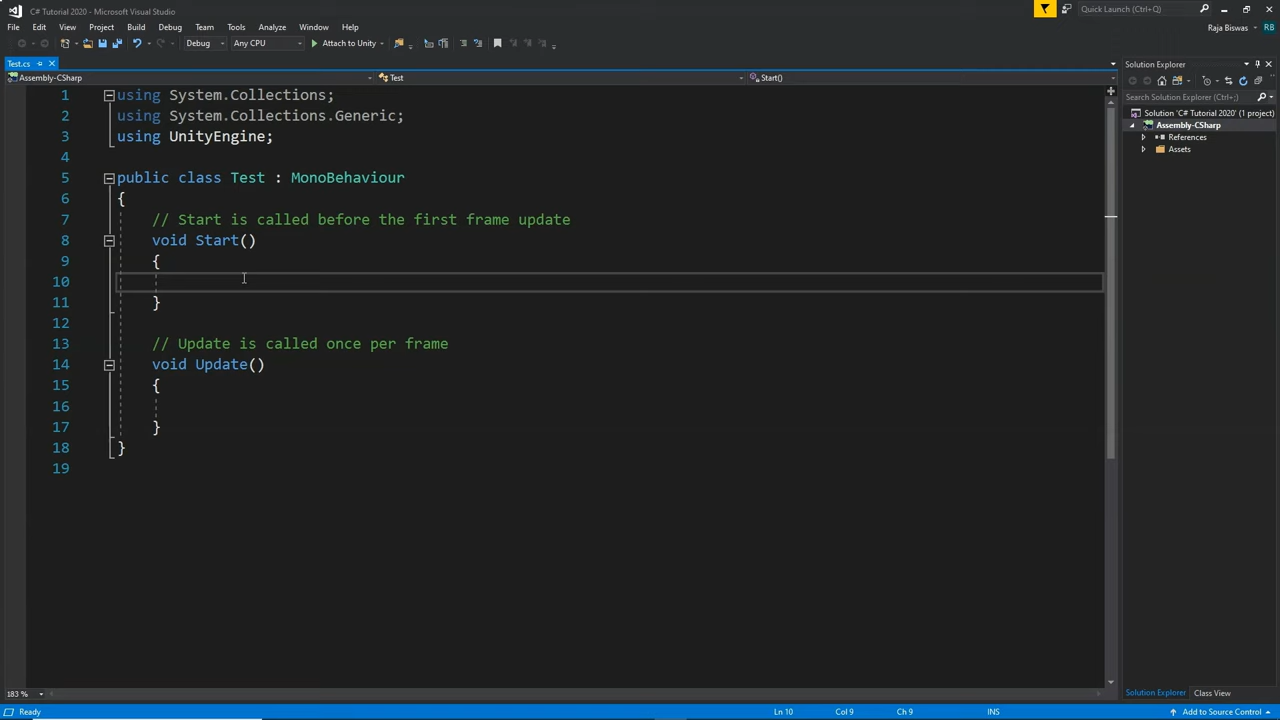 C# Tutorial 2020 - Microsoft Visual Studio
Quick Launch (Ctrl+Q)
File Edit View Project Build Debug Team Tools Analyze Window Help
Raja Biswas RB
Debug Any CPU Attach to Unity
Test.cs
Solution Explorer
Assembly-CSharp Test Start()
Search Solution Explorer (Ctrl+;)
Solution 'C# Tutorial 2020' (1 project)
Assembly-CSharp
References
Assets
1 using System.Collections;
2 using System.Collections.Generic;
3 using UnityEngine;
4
5 public class Test : MonoBehaviour
6 {
7 // Start is called before the first frame update
8 void Start()
9 {
10
11 }
12
13 // Update is called once per frame
14 void Update()
15 {
16
17 }
18 }
19
183 %
Solution Explorer Class View
Ready Ln 10 Col 9 Ch 9 INS Add to Source Control